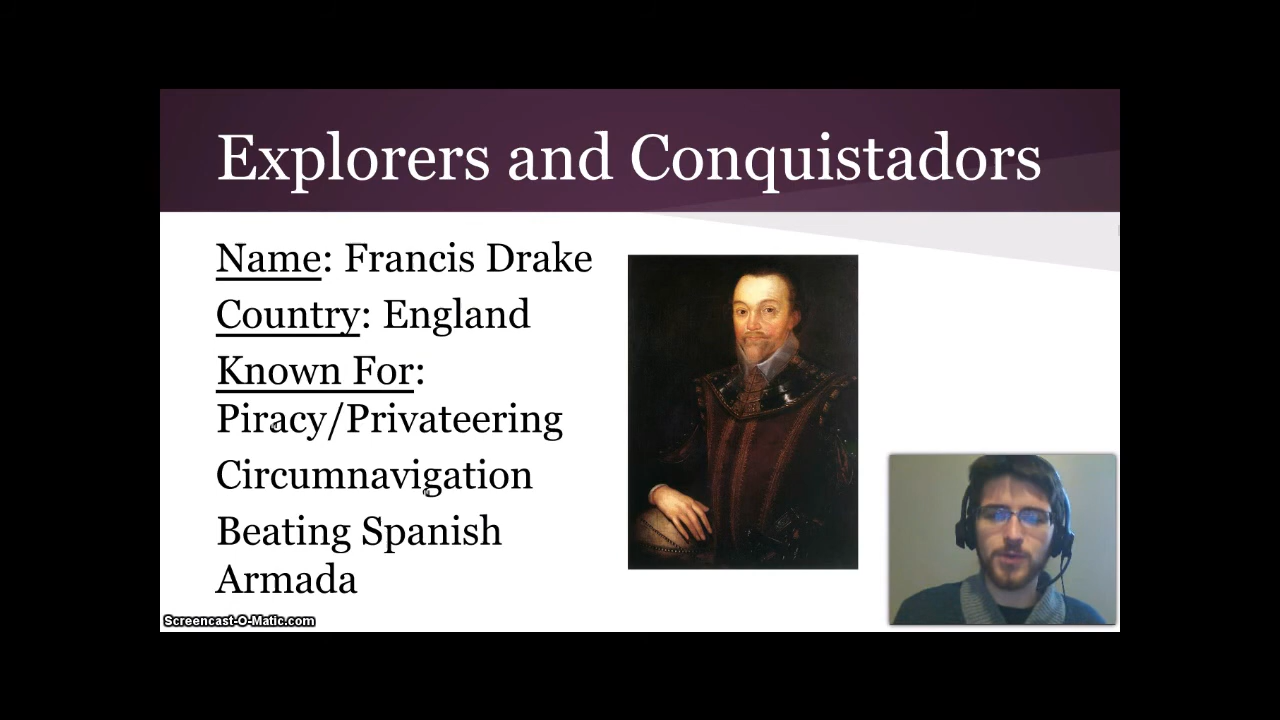 Explorers and Conquistadors
Name: Francis Drake
Country: England
Known For:
Piracy/Privateering
Circumnavigation
Beating Spanish
Armada
Screencast-O-Matic.com